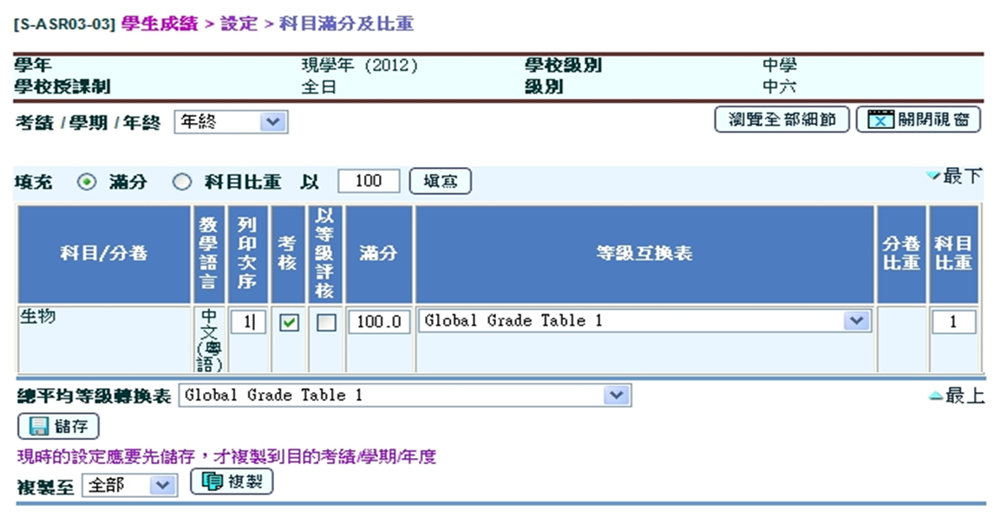 [S-ASR03-03] 學生成績 > 設定 > 科目滿分及比重
學年 現學年 (2012) 學校級別 中學
學校授課制 全日 級別 中六
考績 / 學期 / 年終 年終 瀏覽全部細節 關閉視窗
填充 滿分 科目比重 以 100 填寫 最下
科目/分卷 教學語言 列印次序 考核 以等級評核 滿分 等級互換表 分卷比重 科目比重
生物 中文(粵語) 1 100.0 Global Grade Table 1 1
總平均等級轉換表 Global Grade Table 1 最上
儲存
現時的設定應要先儲存，才複製到目的考績/學期/年度
複製至 全部 複製